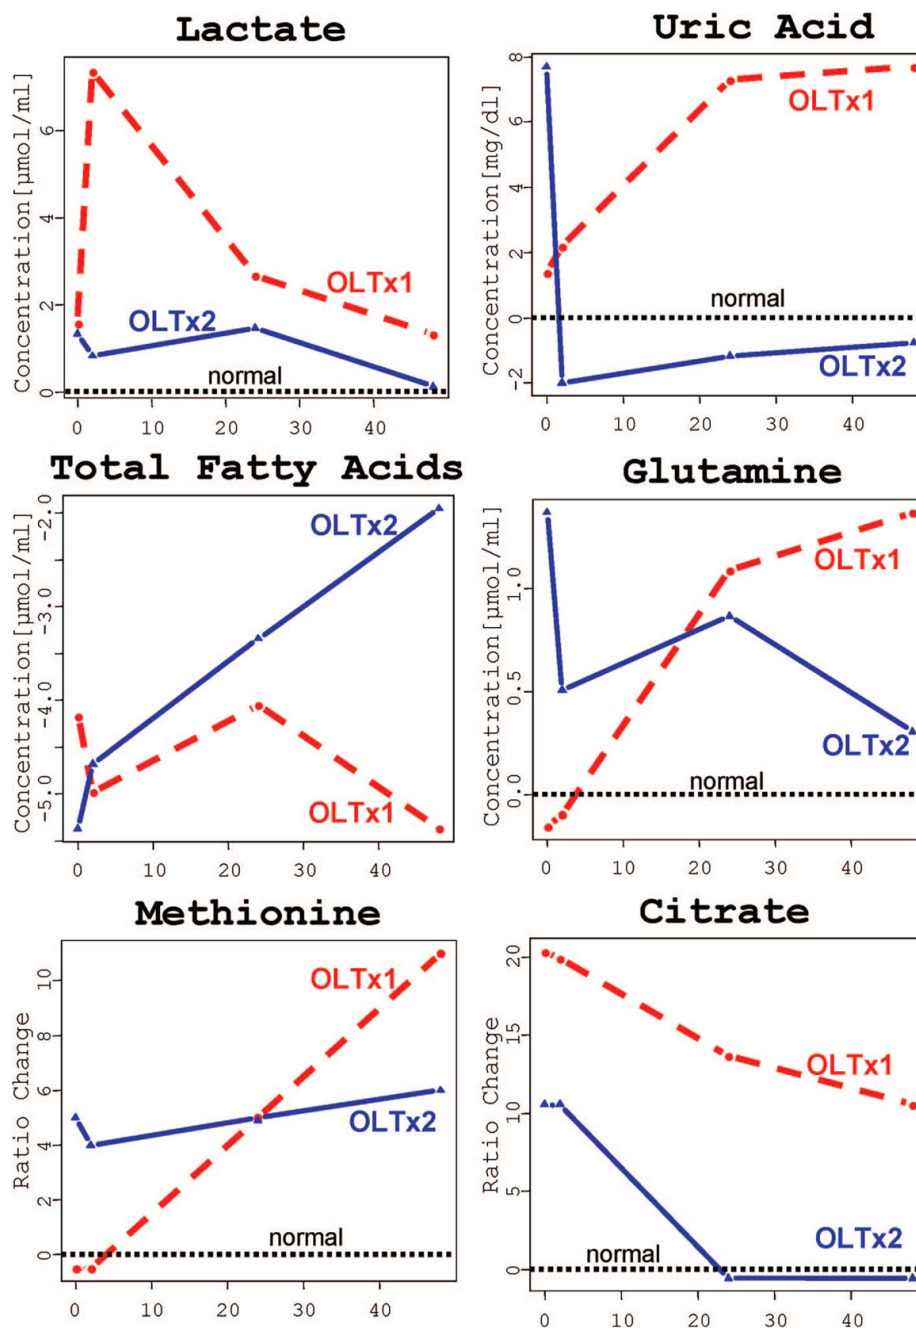 Lactate
Concentration[µmol/ml]
6
4
2
0
OLTx1
OLTx2
normal
0 10 20 30 40
Uric Acid
Concentration[mg/dl]
8
6
4
2
0
-2
OLTx1
normal
OLTx2
0 10 20 30 40
Total Fatty Acids
Concentration[µmol/ml]
-2.0
-3.0
-4.0
-5.0
OLTx2
OLTx1
0 10 20 30 40
Glutamine
Concentration[µmol/ml]
1.0
0.5
0.0
OLTx1
OLTx2
normal
0 10 20 30 40
Methionine
Ratio Change
10
8
6
4
2
0
OLTx1
OLTx2
normal
0 10 20 30 40
Citrate
Ratio Change
20
15
10
5
0
OLTx1
OLTx2
normal
0 10 20 30 40